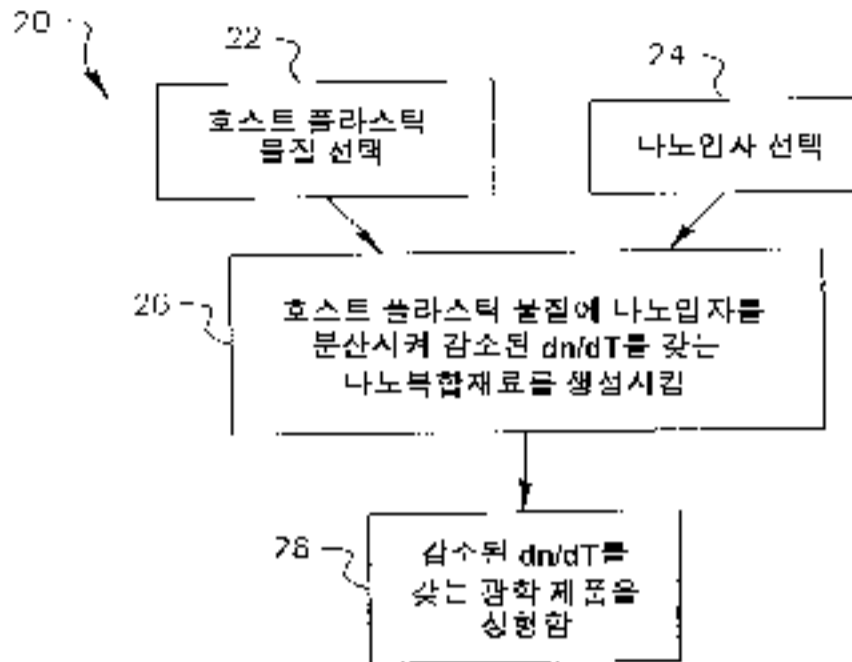 20
22
호스트 플라스틱
물질 선택
24
나노입자 선택
26
호스트 플라스틱 물질에 나노입자를
분산시켜 감소된 dn/dT를 갖는
나노복합재료를 생성시킴
28
감소된 dn/dT를
갖는 광학 제품을
성형함